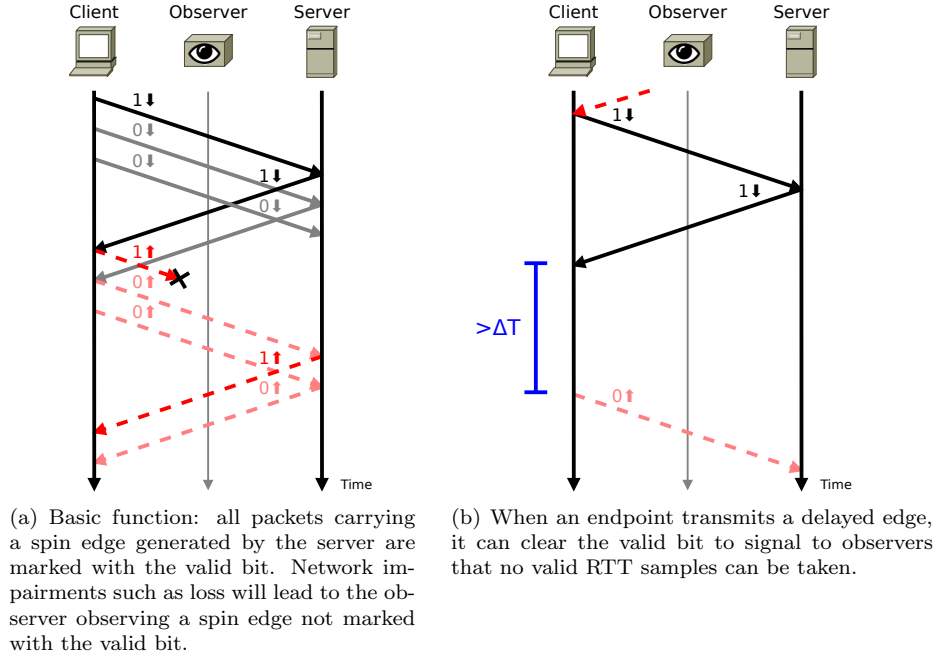 Client Observer Server
1⬇
0⬇
0⬇
1⬇
0⬇
1⬆
0⬆
0⬆
1⬆
0⬆
Time
(a) Basic function: all packets carrying
a spin edge generated by the server are
marked with the valid bit. Network im-
pairments such as loss will lead to the ob-
server observing a spin edge not marked
with the valid bit.
Client Observer Server
1⬇
1⬇
>ΔT
0⬆
Time
(b) When an endpoint transmits a delayed edge,
it can clear the valid bit to signal to observers
that no valid RTT samples can be taken.